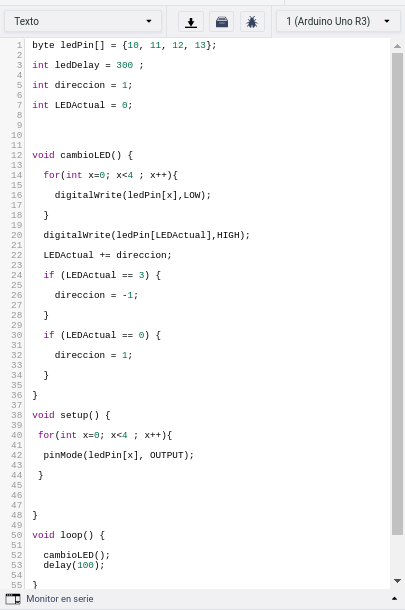 Texto
1 (Arduino Uno R3)
1 byte ledPin[] = {10, 11, 12, 13};
2
3 int ledDelay = 300 ;
4
5 int direccion = 1;
6
7 int LEDActual = 0;
8
9
10
11
12 void cambioLED() {
13
14 for(int x=0; x<4 ; x++){
15
16 digitalWrite(ledPin[x],LOW);
17
18 }
19
20 digitalWrite(ledPin[LEDActual],HIGH);
21
22 LEDActual += direccion;
23
24 if (LEDActual == 3) {
25
26 direccion = -1;
27
28 }
29
30 if (LEDActual == 0) {
31
32 direccion = 1;
33
34 }
35
36 }
37
38 void setup() {
39
40 for(int x=0; x<4 ; x++){
41
42 pinMode(ledPin[x], OUTPUT);
43
44 }
45
46
47
48 }
49
50 void loop() {
51
52 cambioLED();
53 delay(100);
54
55 }
Monitor en serie